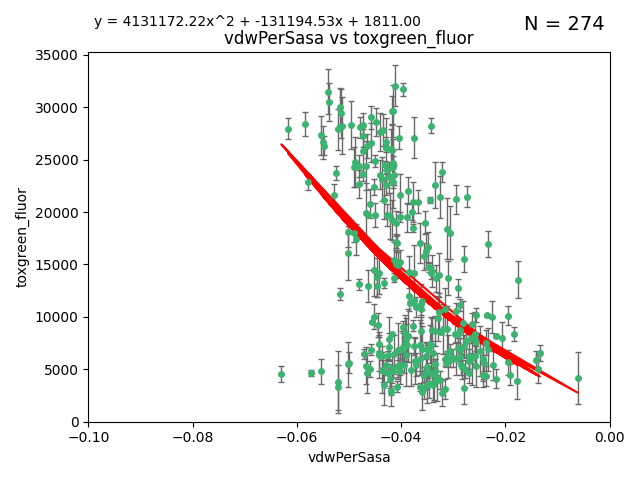 y = 4131172.22x^2 + -131194.53x + 1811.00
N = 274
vdwPerSasa vs toxgreen_fluor
35000
30000
25000
20000
15000
10000
5000
0
toxgreen_fluor
−0.10 −0.08 −0.06 −0.04 −0.02 0.00
vdwPerSasa